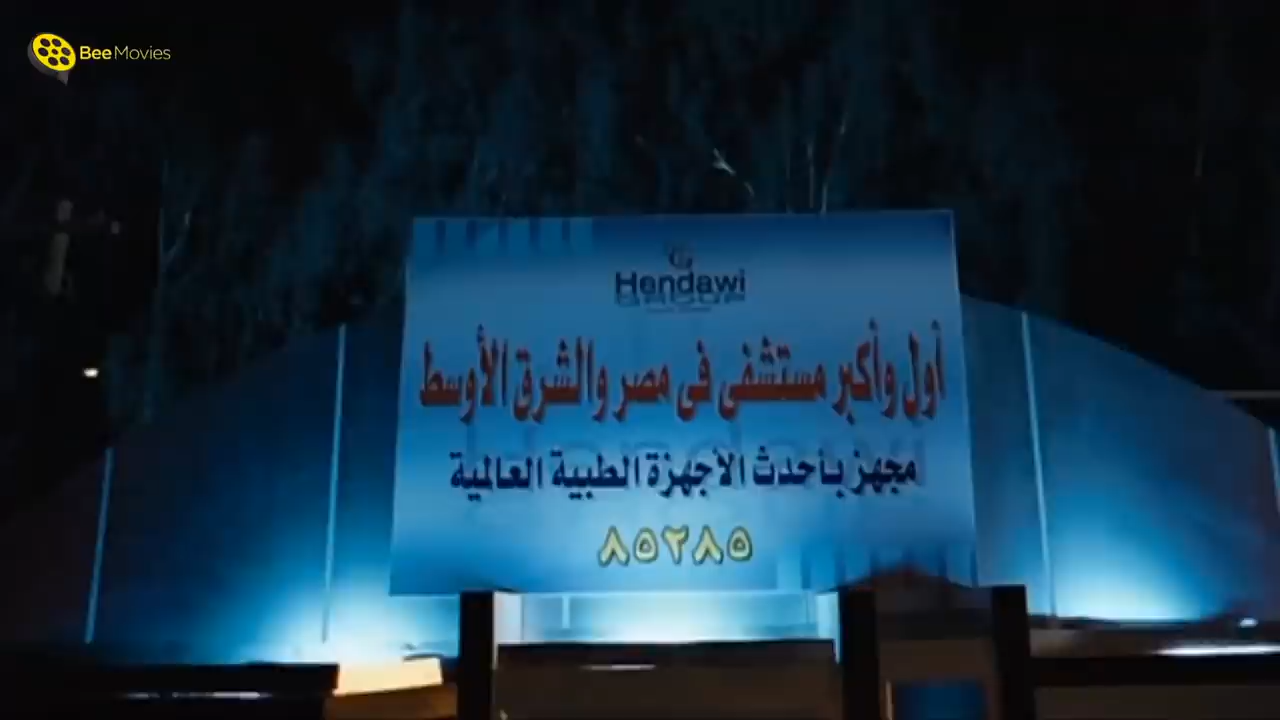 BeeMovies
Hendawi
أول وأكبر مستشفى فى مصر والشرق الأوسط
مجهز بأحدث الأجهزة الطبية العالمية
٨٥٢٨٥